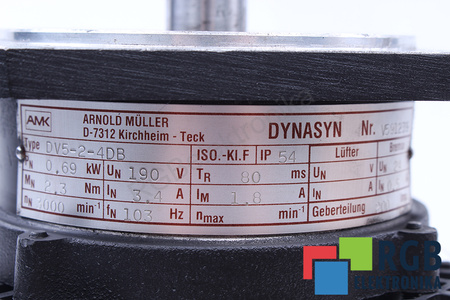 AMK ARNOLD MÜLLER
D-7312 Kirchheim - Teck
DYNASYN Nr.
Type DV5-2-4DB ISO.-Kl.F IP 54 Lüfter
PN 0,69 kW UN 190 V TR 80 ms UN
MN 2,3 Nm IN 3,4 A IM 1,8 A IN
nN 3000 min-1 fN 103 Hz nmax min-1 Geberteilung
RGB
ELEKTRONIKA